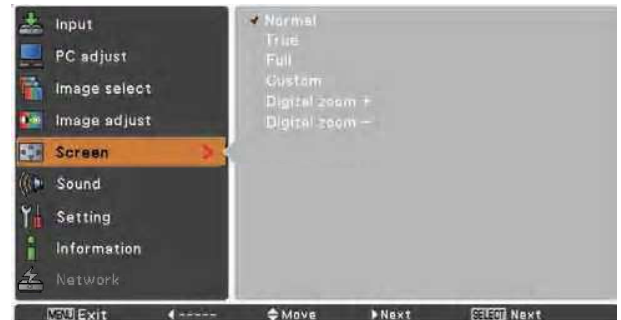 Input
PC adjust
Image select
Image adjust
Screen
Sound
Setting
Information
Network
Normal
True
Full
Custom
Digital zoom +
Digital zoom –
MENU Exit ----- Move Next SELECT Next